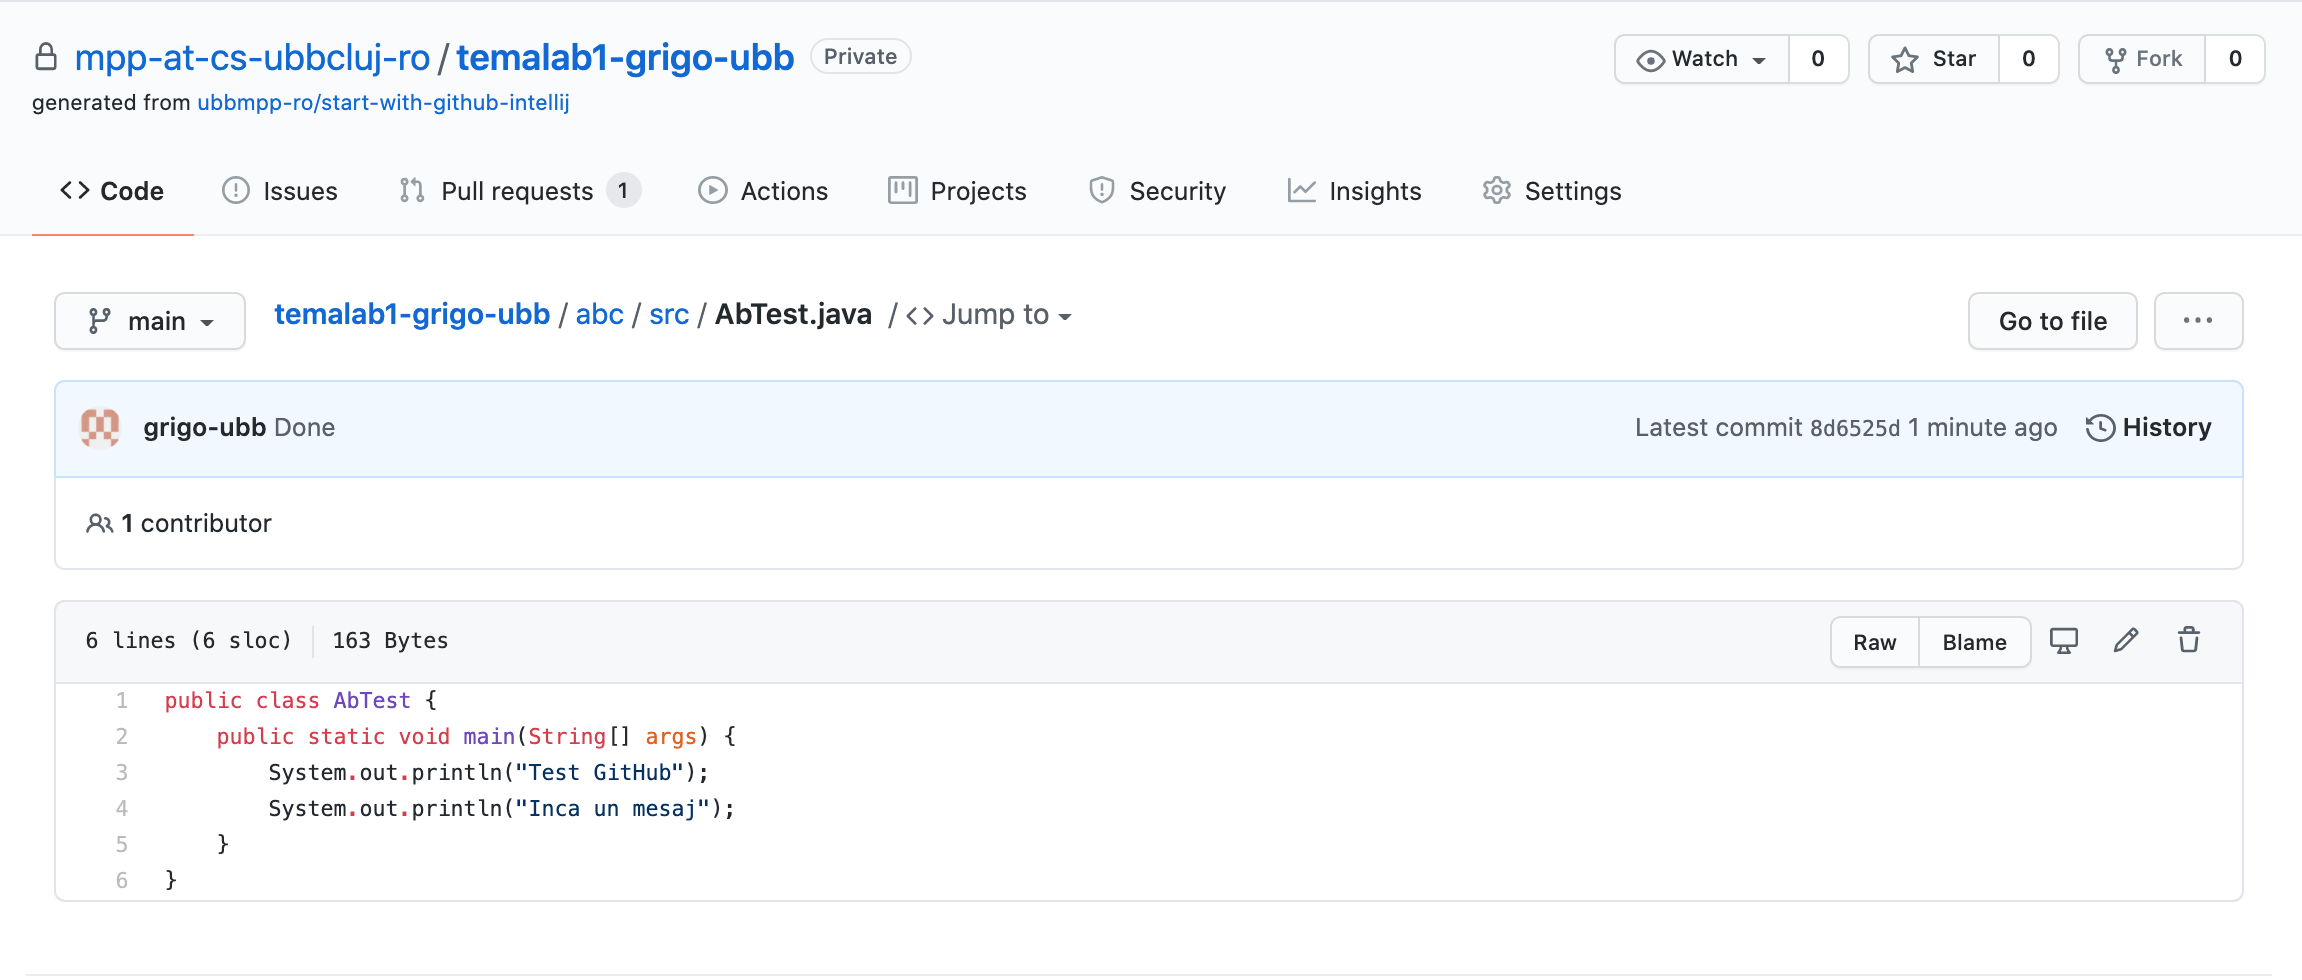 mpp-at-cs-ubbcluj-ro / temalab1-grigo-ubb Private Watch 0 Star 0 Fork 0
generated from ubbmpp-ro/start-with-github-intellij
<> Code Issues Pull requests 1 Actions Projects Security Insights Settings
main temalab1-grigo-ubb / abc / src / AbTest.java / <> Jump to Go to file ...
grigo-ubb Done Latest commit 8d6525d 1 minute ago History
1 contributor
6 lines (6 sloc) 163 Bytes Raw Blame
1 public class AbTest {
2     public static void main(String[] args) {
3         System.out.println("Test GitHub");
4         System.out.println("Inca un mesaj");
5     }
6 }